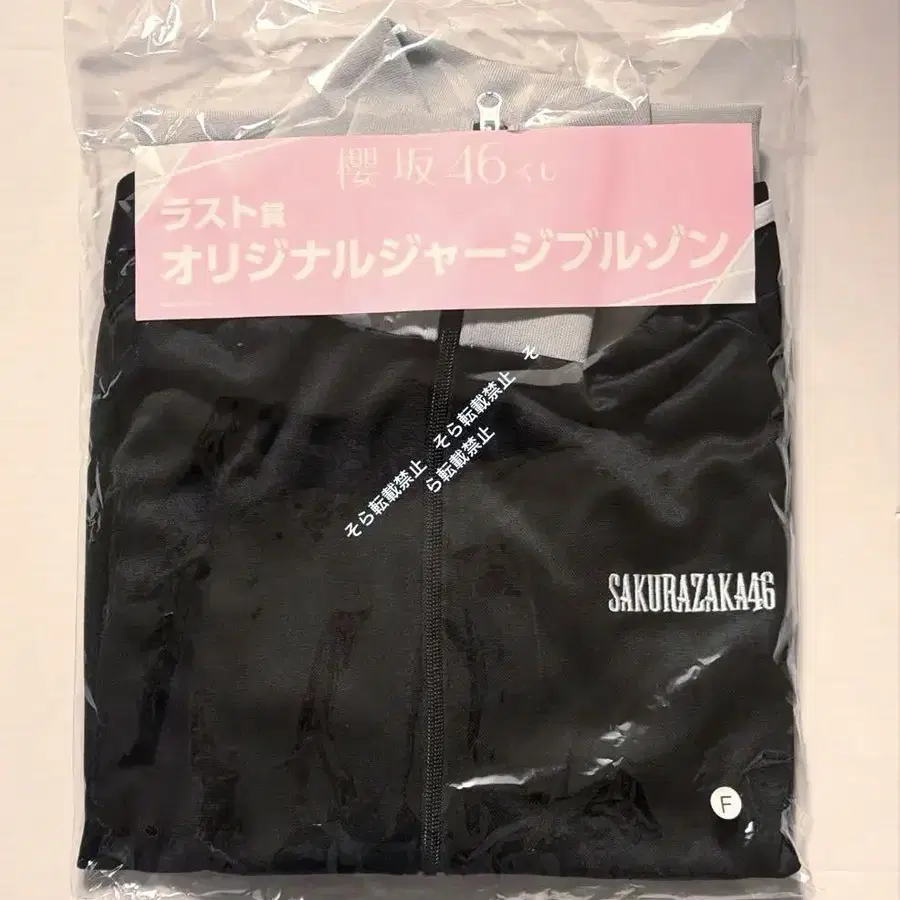 櫻坂46くじ
ラスト賞
オリジナルジャージブルゾン
そ
そら転載禁止
ら転載禁止
そら転載禁止
SAKURAZAKA46
F